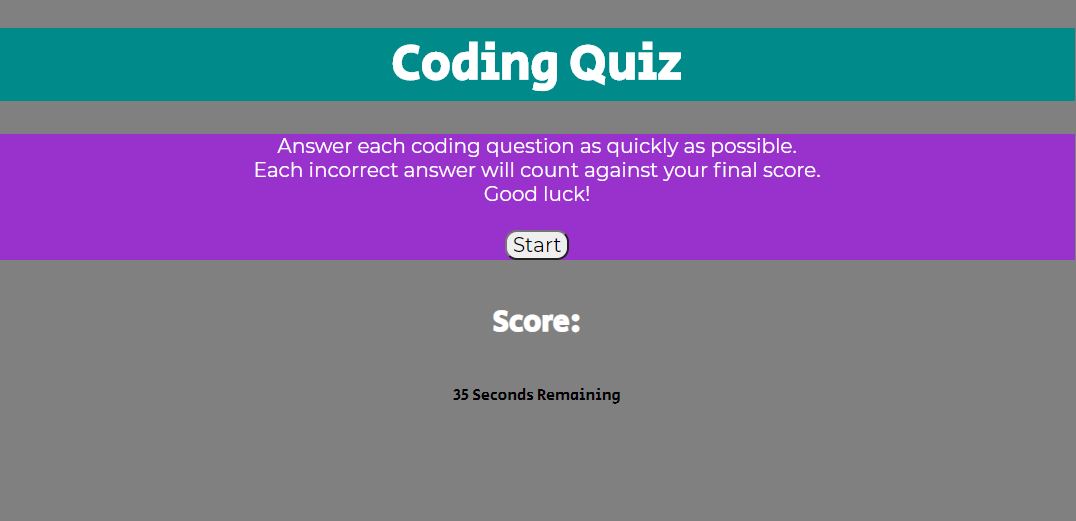 Coding Quiz
Answer each coding question as quickly as possible.
Each incorrect answer will count against your final score.
Good luck!
Start
Score:
35 Seconds Remaining